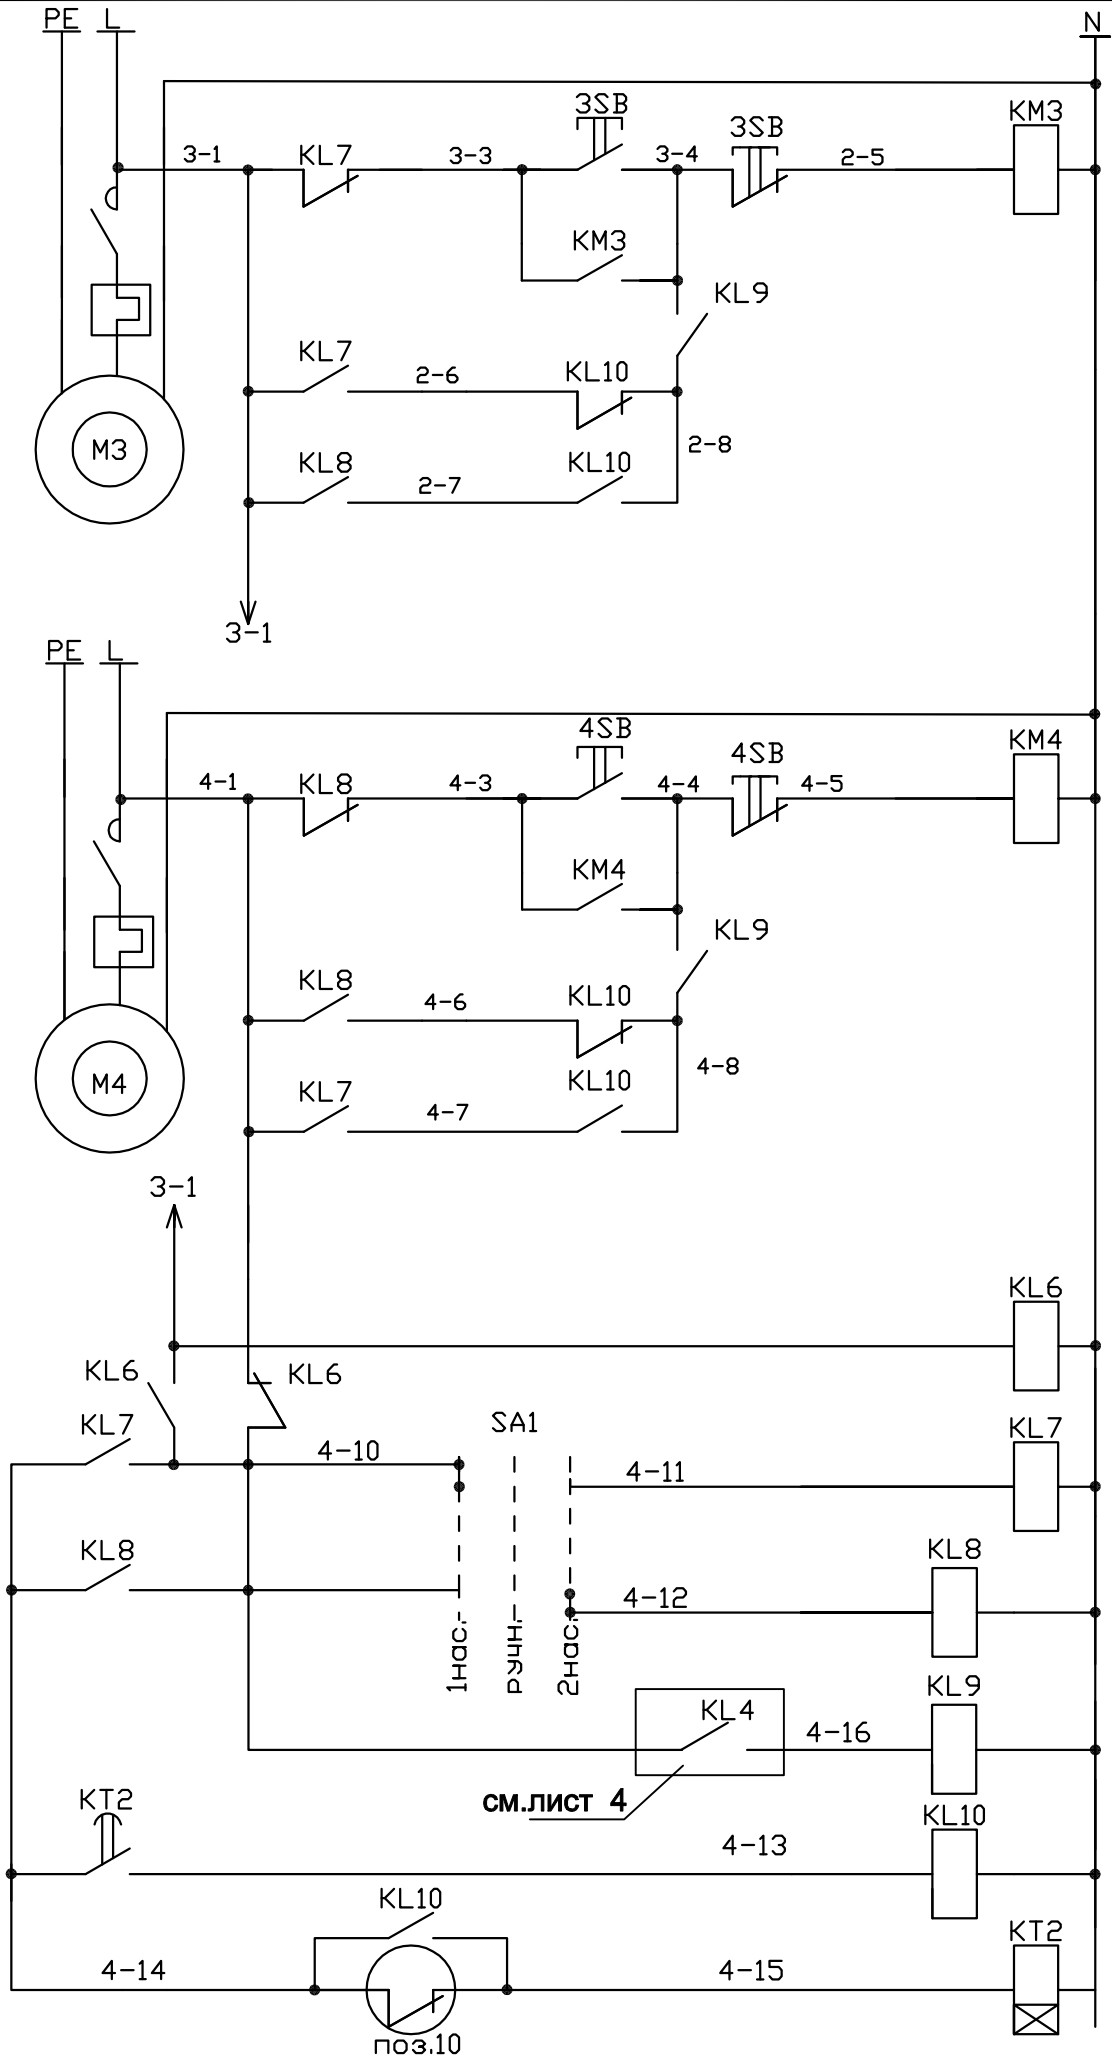 PE L N
3SB KM3
3SB
3-1 KL7 3-3 3-4 2-5
KM3
KL9
KL7 2-6 KL10
M3
2-8
KL8 2-7 KL10
3-1
PE L
4SB KM4
4SB
4-1 KL8 4-3 4-4 4-5
KM4
KL9
KL8 4-6 KL10
M4
4-8
KL7 4-7 KL10
3-1
KL6
KL6 KL6
KL7 SA1 KL7
4-10
4-11
KL8 KL8
4-12
1нас. ручн. 2нас.
KL9
KL4 4-16
КТ2 см.лист 4
KL10
4-13
KL10
КТ2
4-14 4-15
поз.10